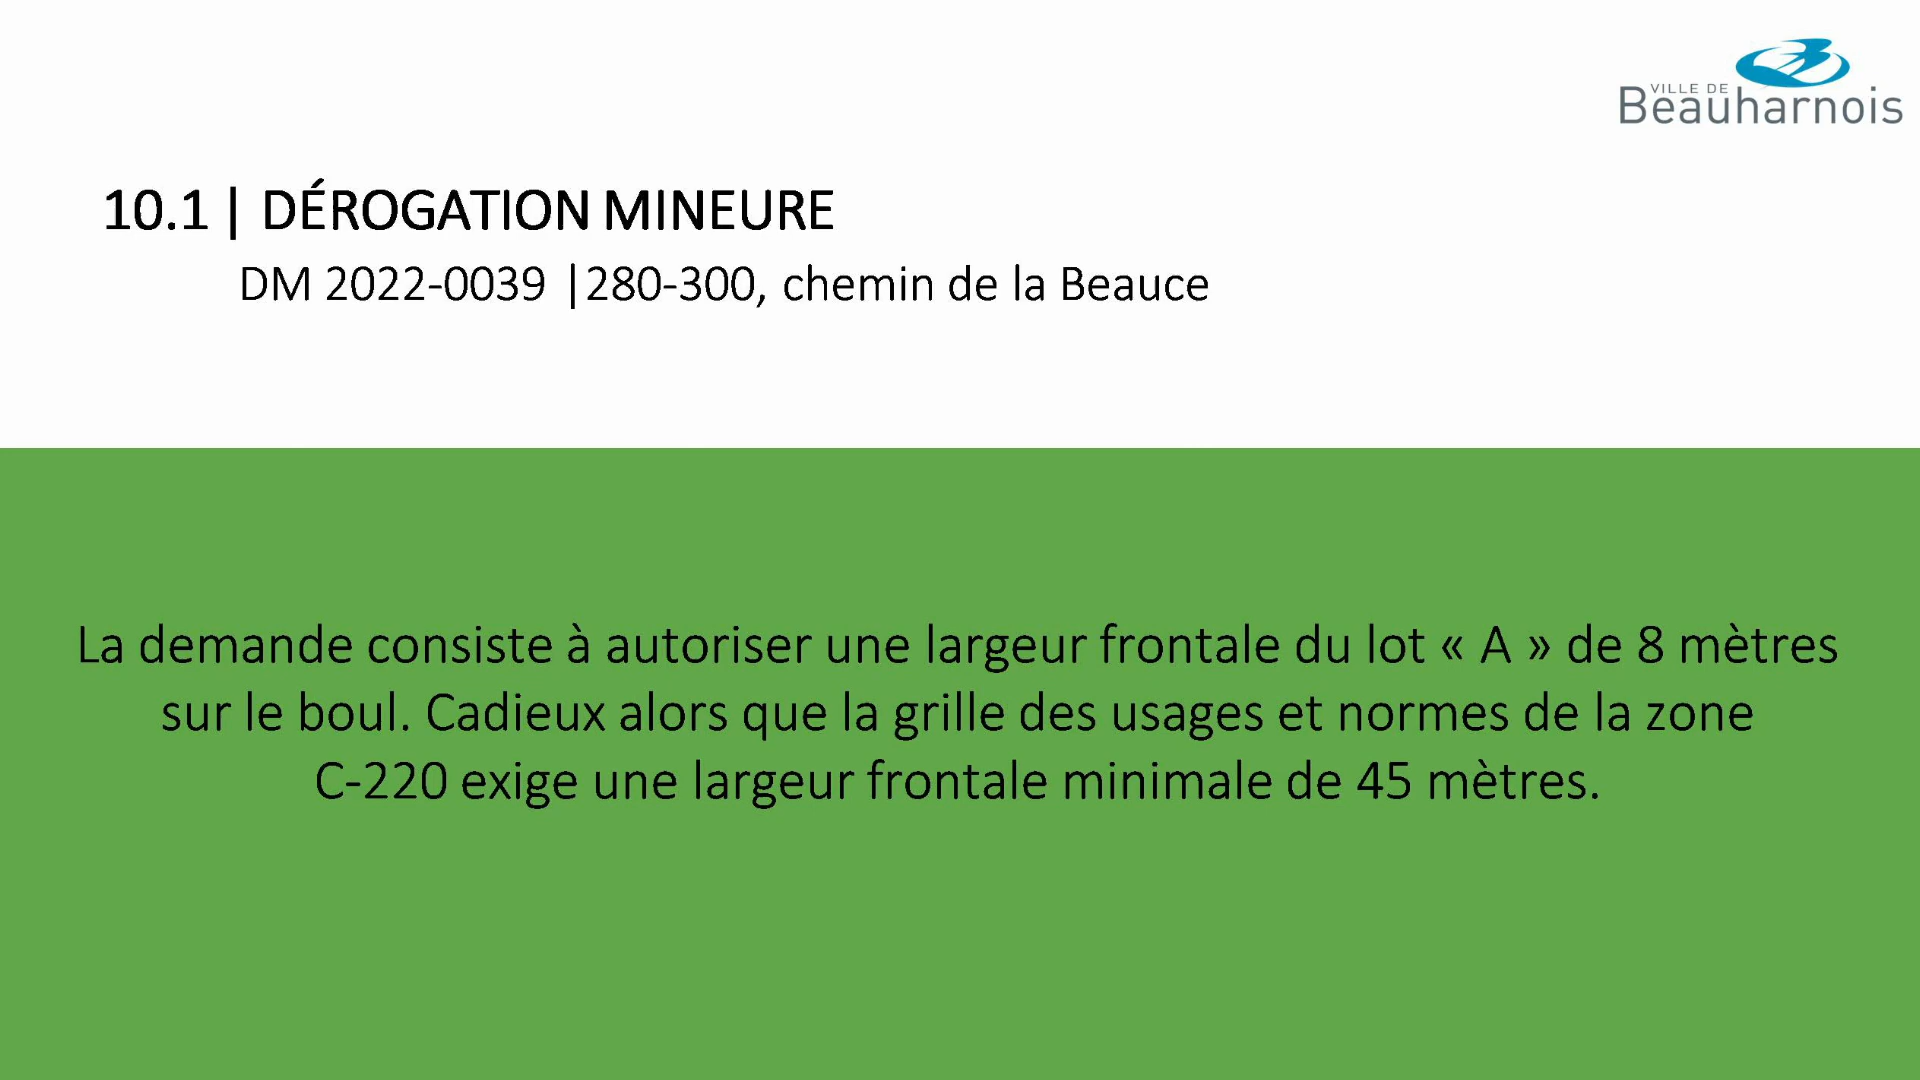 VILLE DE
Beauharnois
10.1 | DÉROGATION MINEURE
DM 2022-0039 |280-300, chemin de la Beauce
La demande consiste à autoriser une largeur frontale du lot « A » de 8 mètres
sur le boul. Cadieux alors que la grille des usages et normes de la zone
C-220 exige une largeur frontale minimale de 45 mètres.